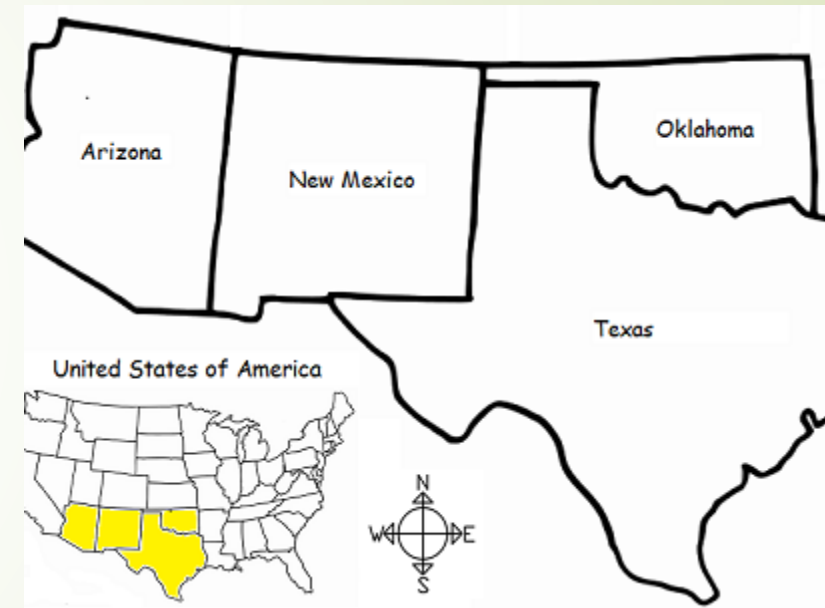 Oklahoma
Arizona
New Mexico
Texas
United States of America
N
W E
S